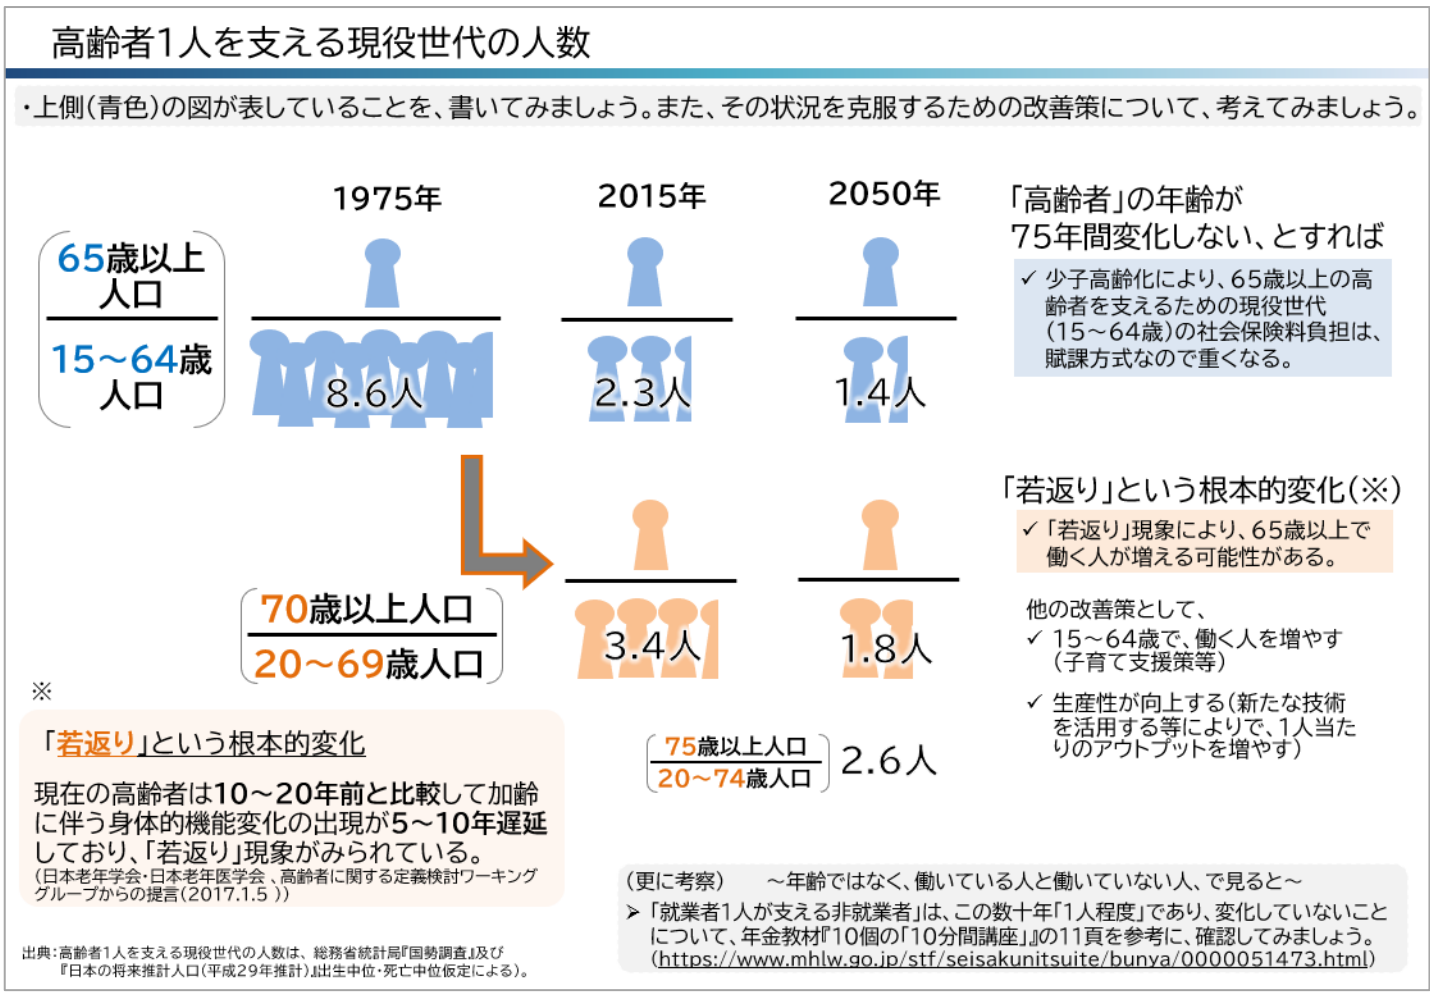 高齢者1人を支える現役世代の人数
・上側(青色)の図が表していることを、書いてみましょう。また、その状況を克服するための改善策について、考えてみましょう。
1975年
2015年
2050年
65歳以上
人口
15～64歳
人口
8.6人
2.3人
1.4人
「高齢者」の年齢が
75年間変化しない、とすれば
✓ 少子高齢化により、65歳以上の高
齢者を支えるための現役世代
(15～64歳)の社会保険料負担は、
賦課方式なので重くなる。
70歳以上人口
20～69歳人口
3.4人
1.8人
75歳以上人口
20～74歳人口
2.6人
「若返り」という根本的変化(※)
✓ 「若返り」現象により、65歳以上で
働く人が増える可能性がある。
他の改善策として、
✓ 15～64歳で、働く人を増やす
(子育て支援策等)
✓ 生産性が向上する(新たな技術
を活用する等によりで、1人当た
りのアウトプットを増やす)
※
「若返り」という根本的変化
現在の高齢者は10～20年前と比較して加齢
に伴う身体的機能変化の出現が5～10年遅延
しており、「若返り」現象がみられている。
(日本老年学会・日本老年医学会 、高齢者に関する定義検討ワーキング
グループからの提言(2017.1.5 ))
(更に考察)　～年齢ではなく、働いている人と働いていない人、で見ると～
➢ 「就業者1人が支える非就業者」は、この数十年「1人程度」であり、変化していないこと
について、年金教材『10個の「10分間講座」』の11頁を参考に、確認してみましょう。
(https://www.mhlw.go.jp/stf/seisakunitsuite/bunya/0000051473.html)
出典：高齢者1人を支える現役世代の人数は、 総務省統計局『国勢調査』及び
『日本の将来推計人口(平成29年推計)』(出生中位・死亡中位仮定による)。